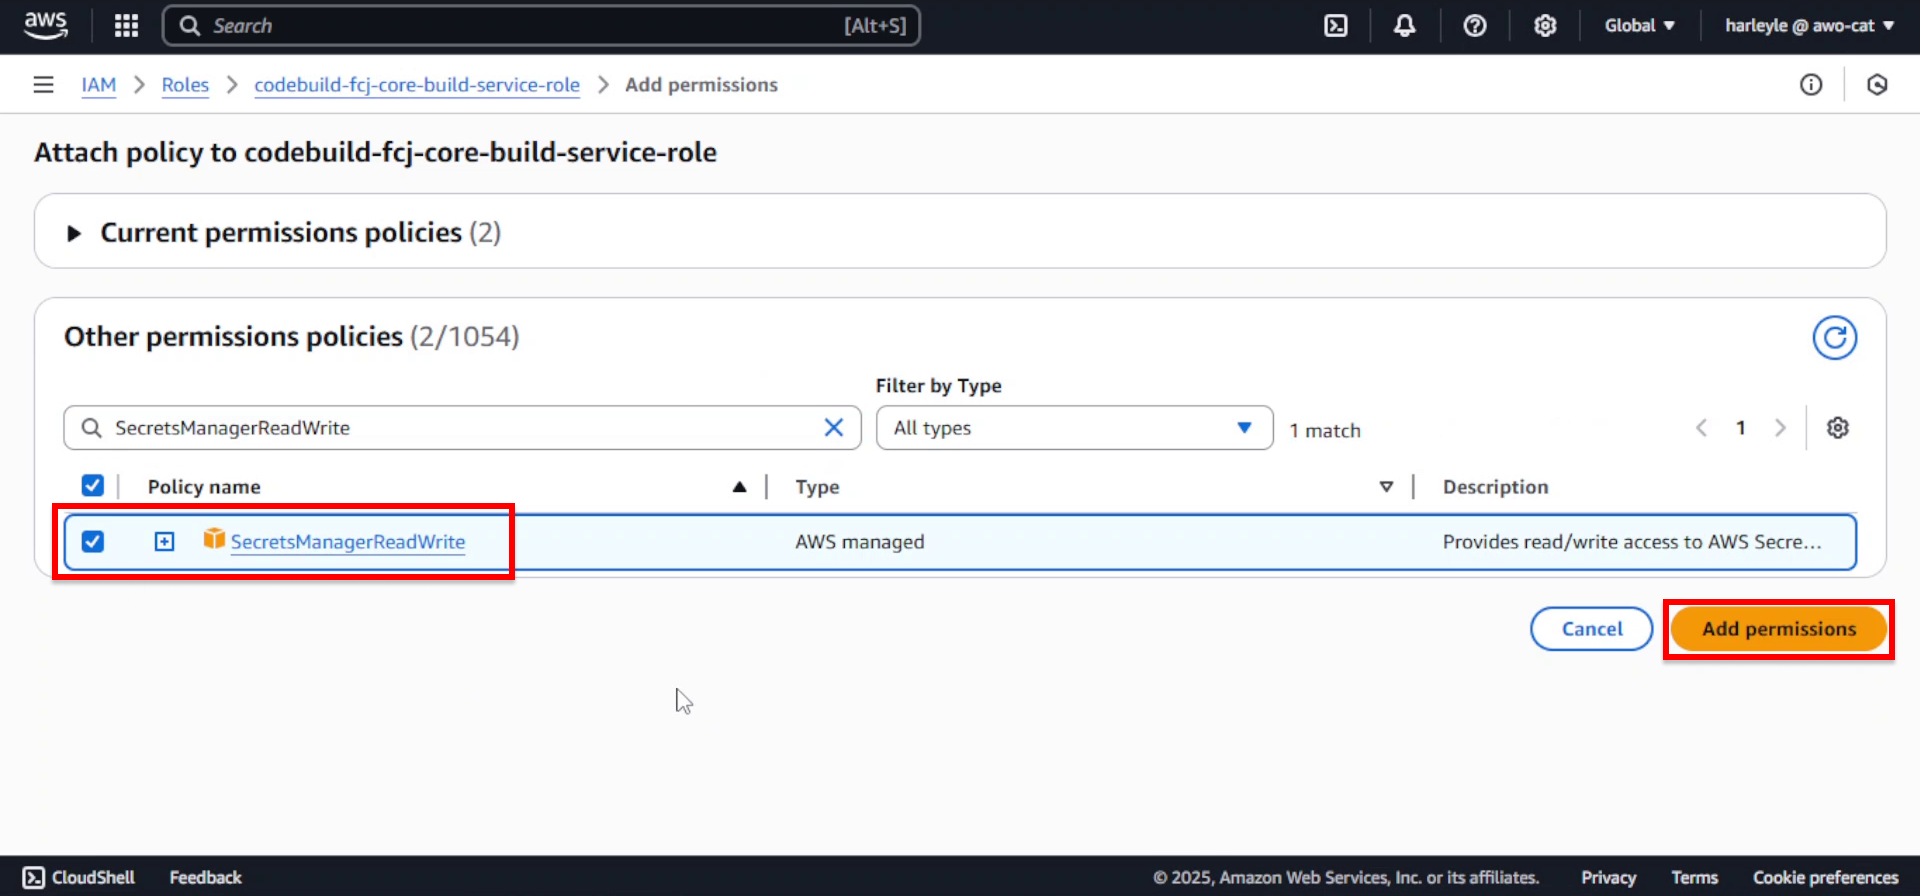 aws Search [Alt+S] Global harleyle @ awo-cat
IAM Roles codebuild-fcj-core-build-service-role Add permissions
Attach policy to codebuild-fcj-core-build-service-role
Current permissions policies (2)
Other permissions policies (2/1054)
Filter by Type
SecretsManagerReadWrite All types 1 match 1
Policy name Type Description
SecretsManagerReadWrite AWS managed Provides read/write access to AWS Secre...
Cancel Add permissions
CloudShell Feedback © 2025, Amazon Web Services, Inc. or its affiliates. Privacy Terms Cookie preferences